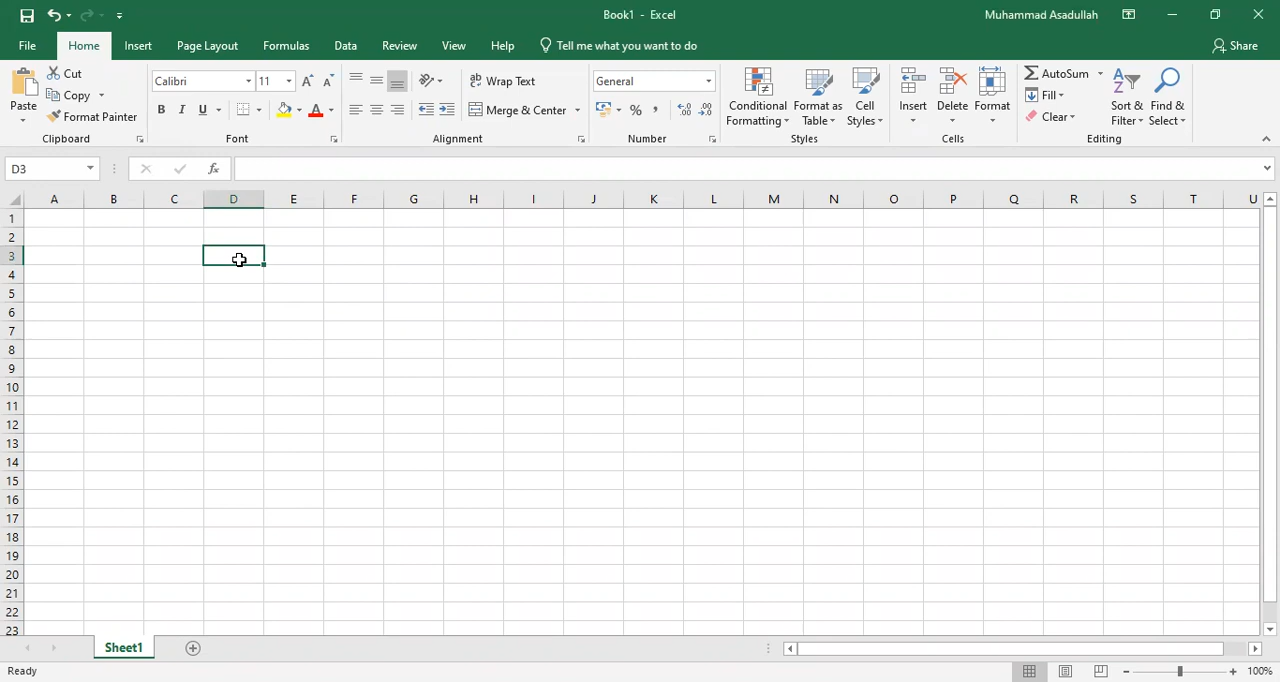 Book1 - Excel
Muhammad Asadullah
File Home Insert Page Layout Formulas Data Review View Help Tell me what you want to do Share
Paste
Cut
Copy
Format Painter
Clipboard
Calibri 11
B I U A
Font
Wrap Text
Merge & Center
Alignment
General
% ,
Number
Conditional Formatting
Format as Table
Cell Styles
Styles
Insert
Delete
Format
Cells
AutoSum
Fill
Clear
Sort & Filter
Find & Select
Editing
D3 fx
A B C D E F G H I J K L M N O P Q R S T U
1
2
3
4
5
6
7
8
9
10
11
12
13
14
15
16
17
18
19
20
21
22
23
Sheet1
Ready
100%